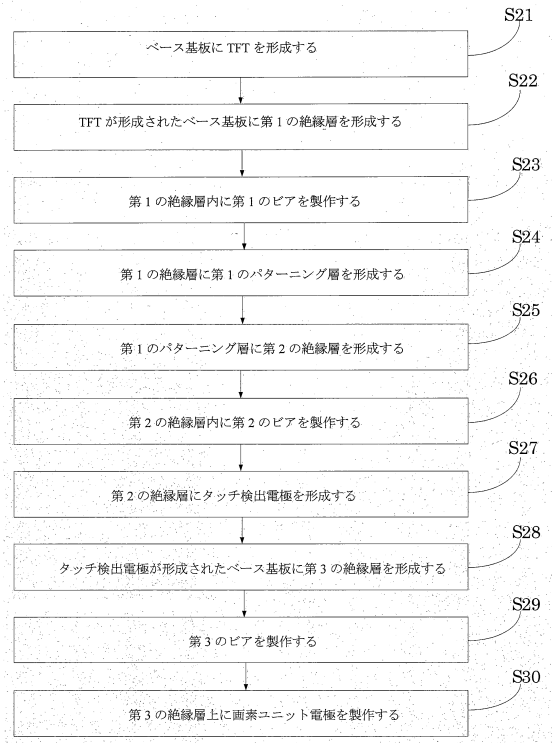 S21
ベース基板にTFTを形成する
S22
TFTが形成されたベース基板に第1の絶縁層を形成する
S23
第1の絶縁層内に第1のビアを製作する
S24
第1の絶縁層に第1のパターニング層を形成する
S25
第1のパターニング層に第2の絶縁層を形成する
S26
第2の絶縁層内に第2のビアを製作する
S27
第2の絶縁層にタッチ検出電極を形成する
S28
タッチ検出電極が形成されたベース基板に第3の絶縁層を形成する
S29
第3のビアを製作する
S30
第3の絶縁層上に画素ユニット電極を製作する